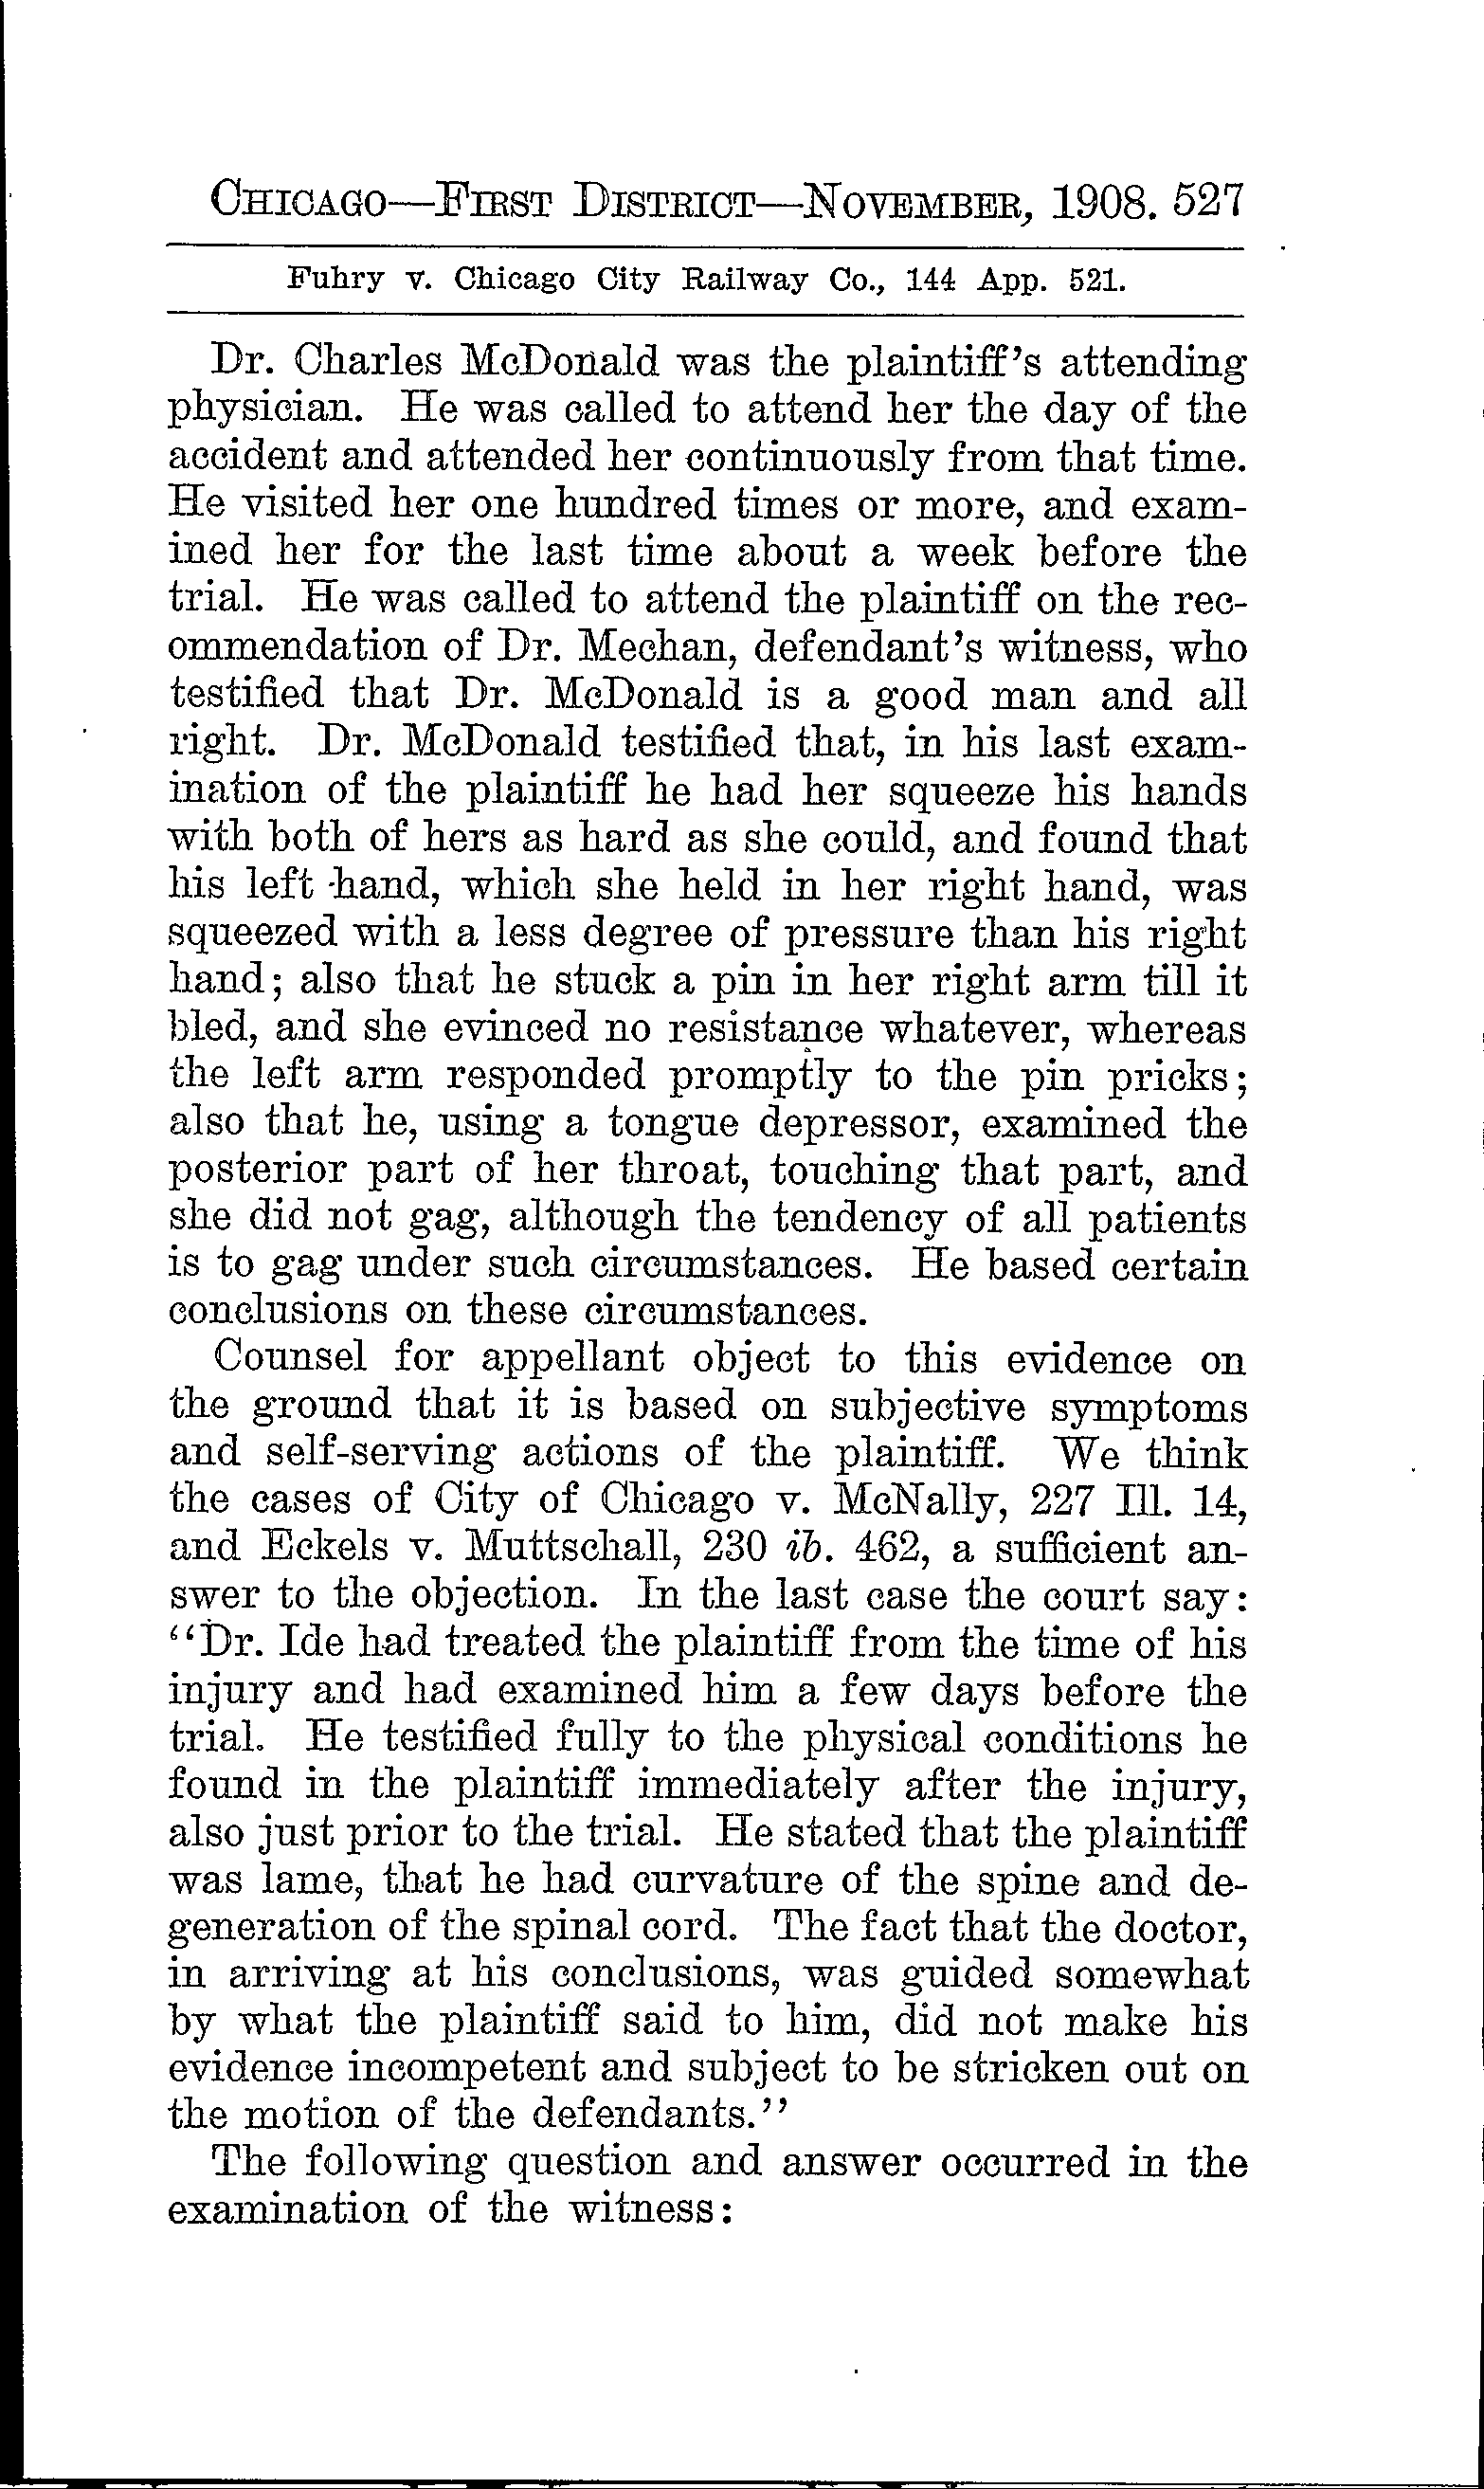 CHICAGO—FIRST DISTRICT—NOVEMBER, 1908. 527
Fuhry v. Chicago City Railway Co., 144 App. 521.
Dr. Charles McDonald was the plaintiff's attending
physician. He was called to attend her the day of the
accident and attended her continuously from that time.
He visited her one hundred times or more, and exam-
ined her for the last time about a week before the
trial. He was called to attend the plaintiff on the rec-
ommendation of Dr. Mechan, defendant's witness, who
testified that Dr. McDonald is a good man and all
right. Dr. McDonald testified that, in his last exam-
ination of the plaintiff he had her squeeze his hands
with both of hers as hard as she could, and found that
his left hand, which she held in her right hand, was
squeezed with a less degree of pressure than his right
hand; also that he stuck a pin in her right arm till it
bled, and she evinced no resistance whatever, whereas
the left arm responded promptly to the pin pricks;
also that he, using a tongue depressor, examined the
posterior part of her throat, touching that part, and
she did not gag, although the tendency of all patients
is to gag under such circumstances. He based certain
conclusions on these circumstances.
Counsel for appellant object to this evidence on
the ground that it is based on subjective symptoms
and self-serving actions of the plaintiff. We think
the cases of City of Chicago v. McNally, 227 Ill. 14,
and Eckels v. Muttschall, 230 ib. 462, a sufficient an-
swer to the objection. In the last case the court say:
"Dr. Ide had treated the plaintiff from the time of his
injury and had examined him a few days before the
trial. He testified fully to the physical conditions he
found in the plaintiff immediately after the injury,
also just prior to the trial. He stated that the plaintiff
was lame, that he had curvature of the spine and de-
generation of the spinal cord. The fact that the doctor,
in arriving at his conclusions, was guided somewhat
by what the plaintiff said to him, did not make his
evidence incompetent and subject to be stricken out on
the motion of the defendants."
The following question and answer occurred in the
examination of the witness: